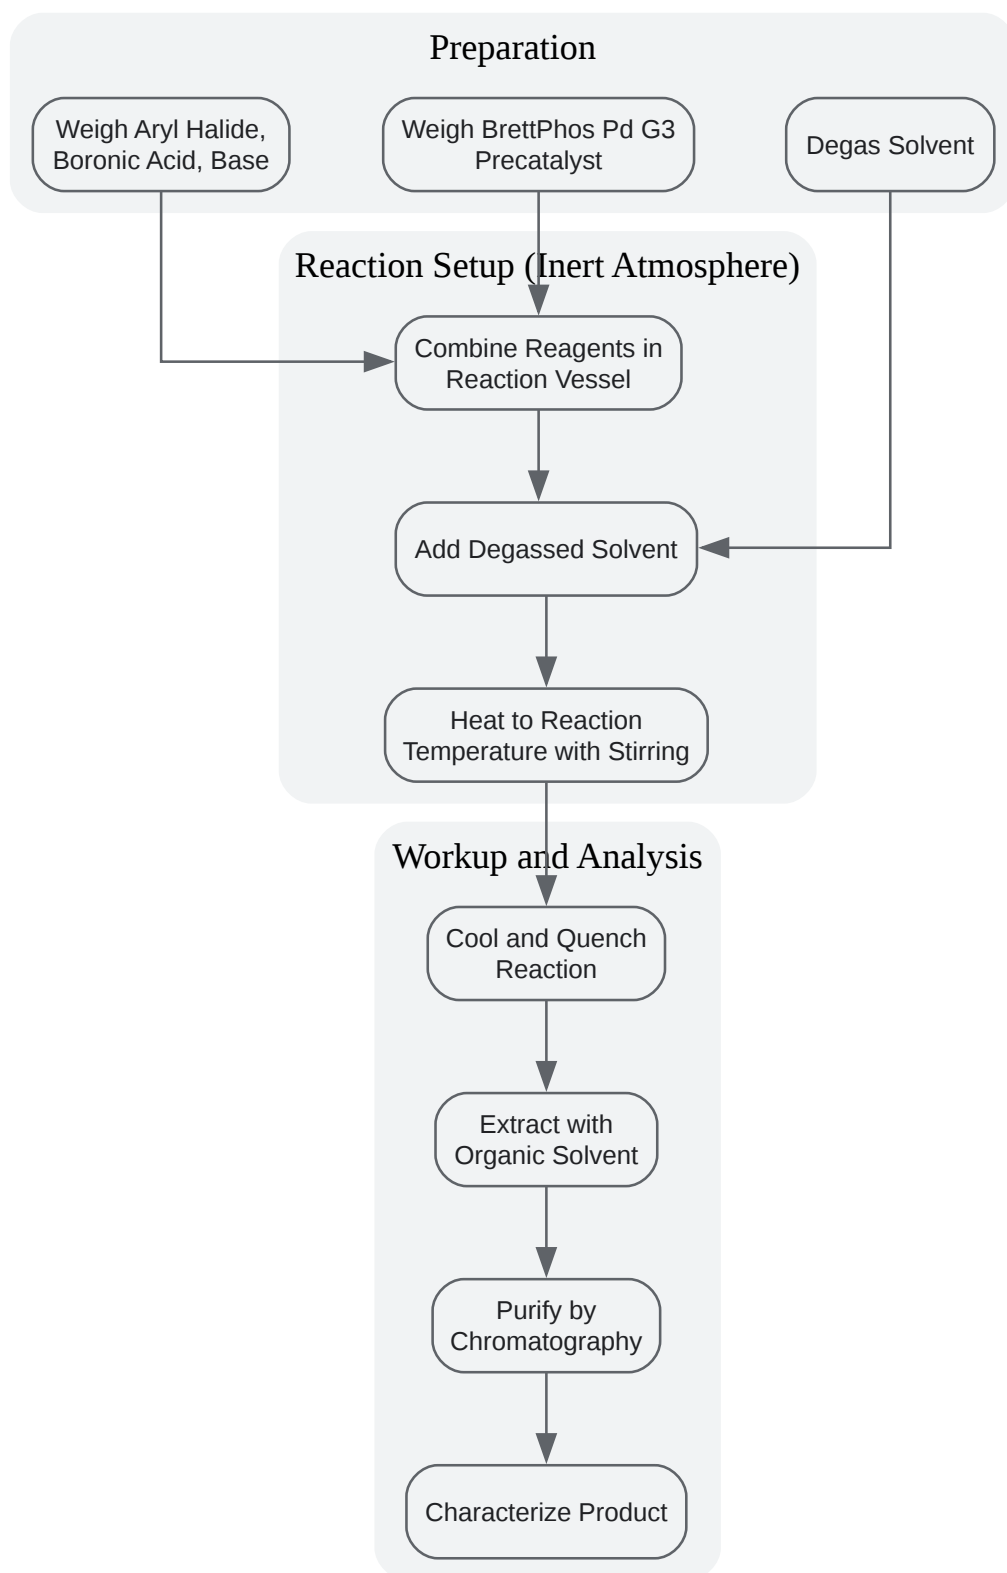 Preparation
Weigh Aryl Halide,
Boronic Acid, Base
Weigh BrettPhos Pd G3
Precatalyst
Degas Solvent
Reaction Setup (Inert Atmosphere)
Combine Reagents in
Reaction Vessel
Add Degassed Solvent
Heat to Reaction
Temperature with Stirring
Workup and Analysis
Cool and Quench
Reaction
Extract with
Organic Solvent
Purify by
Chromatography
Characterize Product